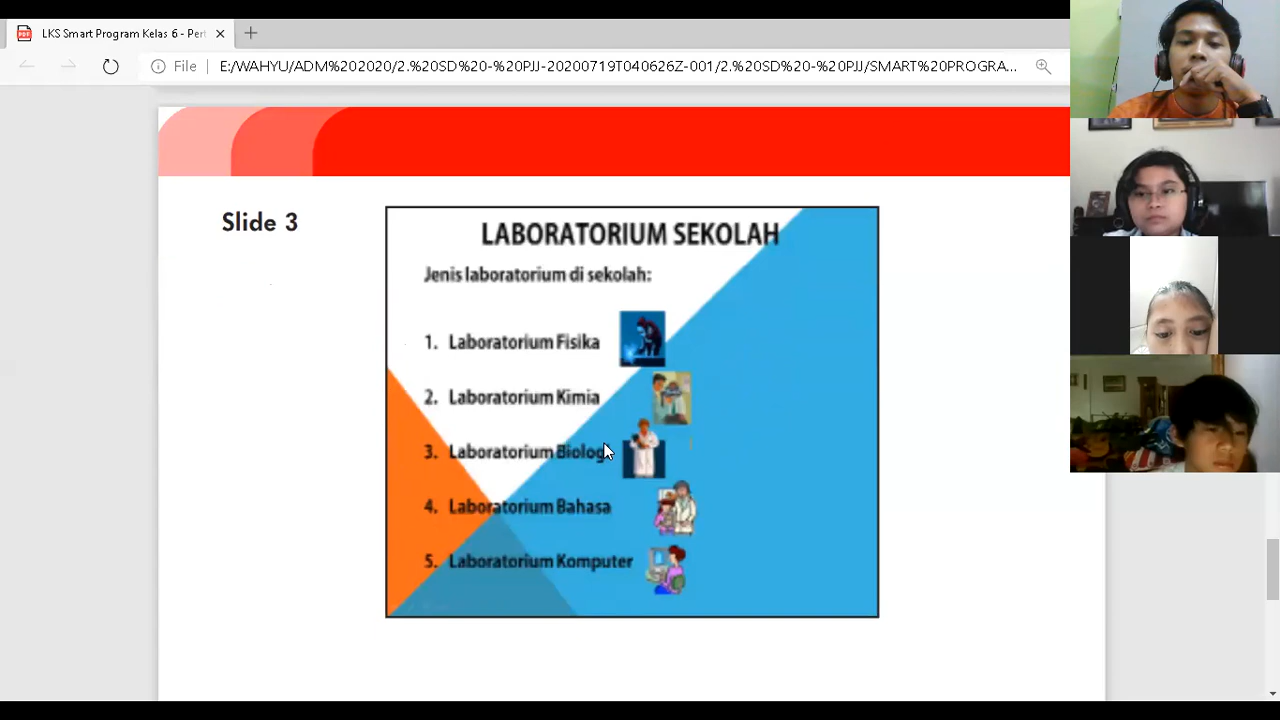 LKS Smart Program Kelas 6 - Pert
File
E:/WAHYU/ADM%202020/2.%20SD%20-%20PJJ-20200719T040626Z-001/2.%20SD%20-%20PJJ/SMART%20PROGRA...
Slide 3
LABORATORIUM SEKOLAH
Jenis laboratorium di sekolah:
1. Laboratorium Fisika
2. Laboratorium Kimia
3. Laboratorium Biolog
4. Laboratorium Bahasa
5. Laboratorium Komputer